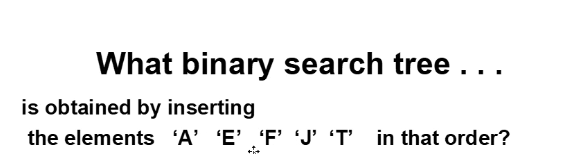 What binary search tree . . .
is obtained by inserting
the elements ‘A’ ‘E’ ‘F’ ‘J’ ‘T’ in that order?